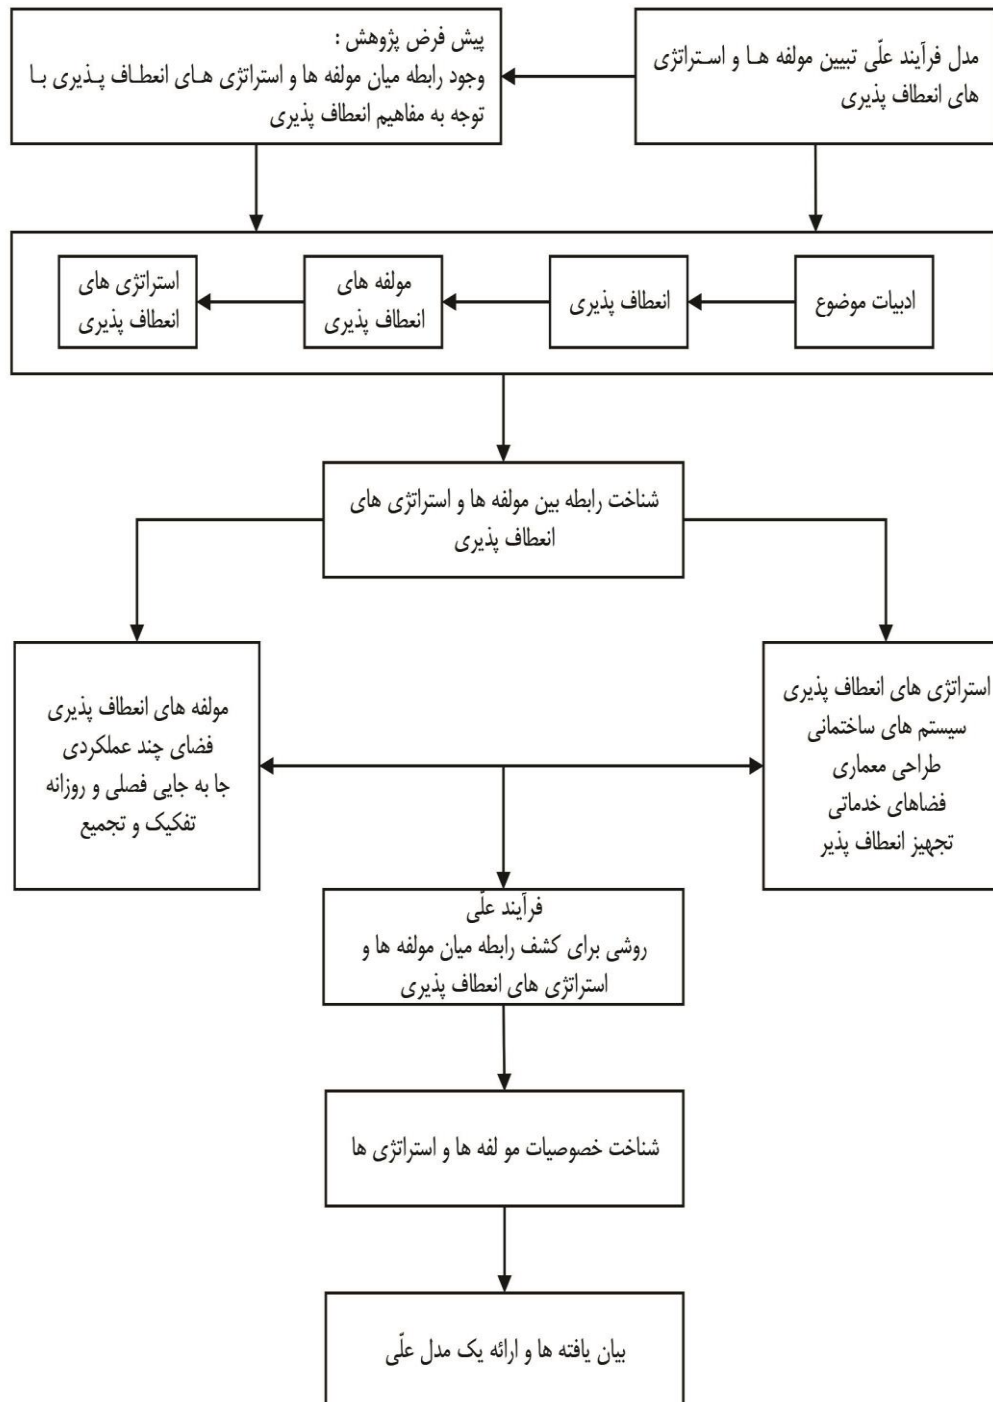 مدل فرآیند علّی تبیین مولفه ها و استراتژی
های انعطاف پذیری
پیش فرض پژوهش :
وجود رابطه میان مولفه ها و استراتژی های انعطاف پذیری با
توجه به مفاهیم انعطاف پذیری
ادبیات موضوع
انعطاف پذیری
مولفه های
انعطاف پذیری
استراتژی های
انعطاف پذیری
شناخت رابطه بین مولفه ها و استراتژی های
انعطاف پذیری
استراتژی های انعطاف پذیری
سیستم های ساختمانی
طراحی معماری
فضاهای خدماتی
تجهیز انعطاف پذیر
مولفه های انعطاف پذیری
فضای چند عملکردی
جا به جایی فصلی و روزانه
تفکیک و تجمیع
فرآیند علّی
روشی برای کشف رابطه میان مولفه ها و
استراتژی های انعطاف پذیری
شناخت خصوصیات مو لفه ها و استراتژی ها
بیان یافته ها و ارائه یک مدل علّی